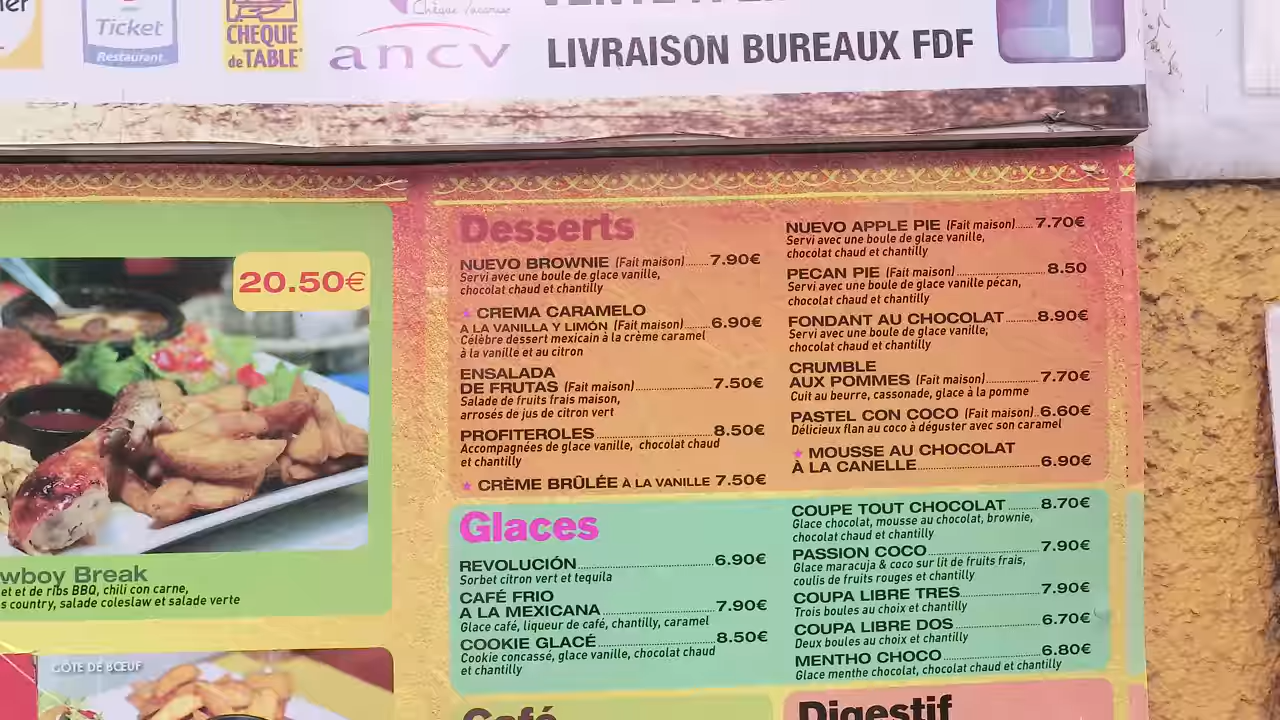 Ticket
Restaurant
CHÈQUE
de TABLE
Chèque Vacances
ancv
LIVRAISON BUREAUX FDF
20.50€
wboy Break
et et de ribs BBQ, chili con carne,
s country, salade coleslaw et salade verte
CÔTE DE BŒUF
Desserts
NUEVO BROWNIE (Fait maison)......7.90€
Servi avec une boule de glace vanille,
chocolat chaud et chantilly
★ CREMA CARAMELO
A LA VANILLA Y LIMÓN (Fait maison)......6.90€
Célèbre dessert mexicain à la crème caramel
à la vanille et au citron
ENSALADA
DE FRUTAS (Fait maison)......7.50€
Salade de fruits frais maison,
arrosés de jus de citron vert
PROFITEROLES......8.50€
Accompagnées de glace vanille, chocolat chaud
et chantilly
★ CRÈME BRÛLÉE À LA VANILLE 7.50€
NUEVO APPLE PIE (Fait maison)......7.70€
Servi avec une boule de glace vanille,
chocolat chaud et chantilly
PECAN PIE (Fait maison)......8.50
Servi avec une boule de glace vanille pécan,
chocolat chaud et chantilly
FONDANT AU CHOCOLAT......8.90€
Servi avec une boule de glace vanille,
chocolat chaud et chantilly
CRUMBLE
AUX POMMES (Fait maison)......7.70€
Cuit au beurre, cassonade, glace à la pomme
PASTEL CON COCO (Fait maison).6.60€
Délicieux flan au coco à déguster avec son caramel
★ MOUSSE AU CHOCOLAT
À LA CANELLE......6.90€
Glaces
REVOLUCIÓN......6.90€
Sorbet citron vert et tequila
CAFÉ FRIO
A LA MEXICANA......7.90€
Glace café, liqueur de café, chantilly, caramel
COOKIE GLACÉ......8.50€
Cookie concassé, glace vanille, chocolat chaud
et chantilly
COUPE TOUT CHOCOLAT......8.70€
Glace chocolat, mousse au chocolat, brownie,
chocolat chaud et chantilly
PASSION COCO......7.90€
Glace maracuja & coco sur lit de fruits frais,
coulis de fruits rouges et chantilly
COUPA LIBRE TRES......7.90€
Trois boules au choix et chantilly
COUPA LIBRE DOS......6.70€
Deux boules au choix et chantilly
MENTHO CHOCO......6.80€
Glace menthe chocolat, chocolat chaud et chantilly
Café
Digestif